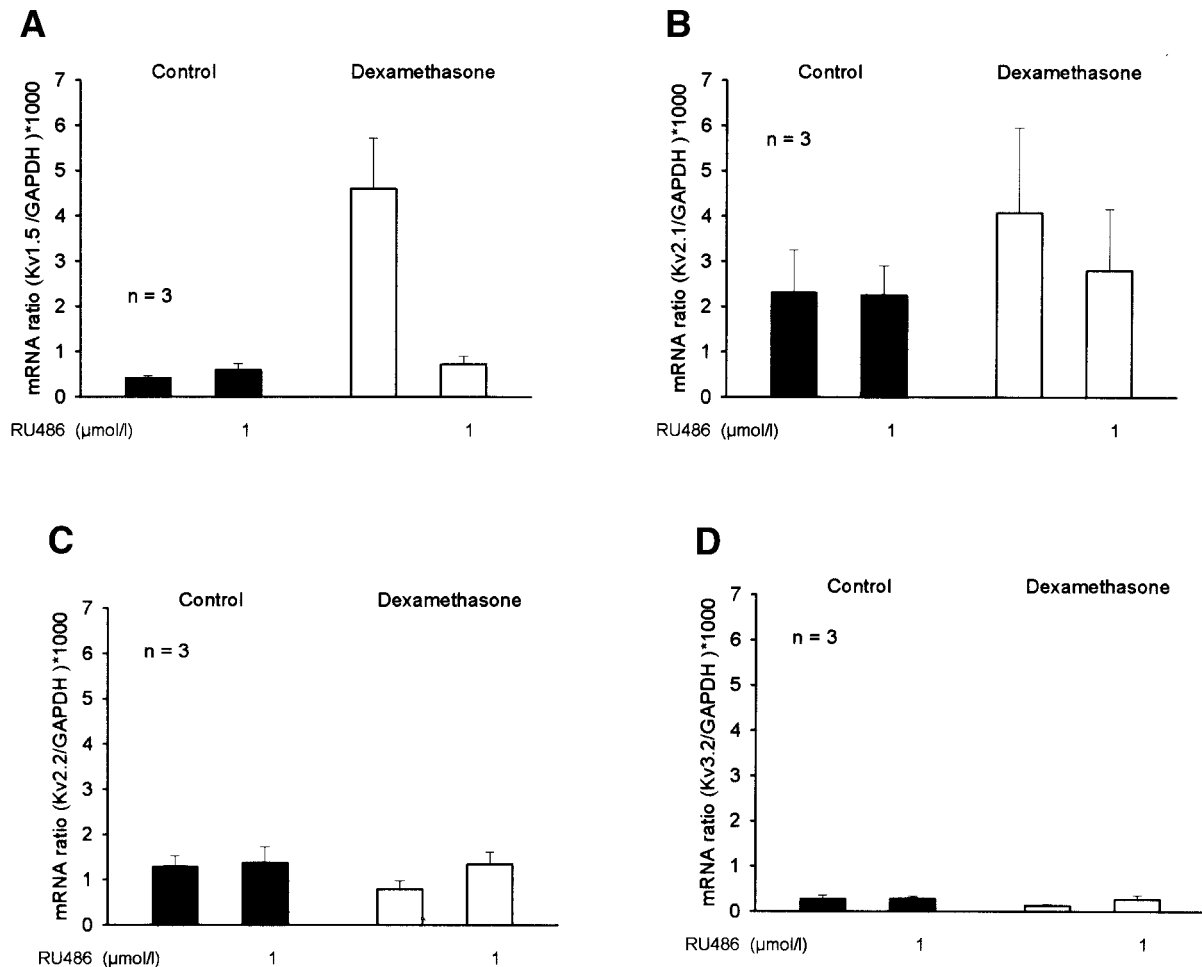 A
Control Dexamethasone
mRNA ratio (Kv1.5 /GAPDH )*1000
7
6
5
4
3
2
1
0
n = 3
RU486 (µmol/l) 1 1
B
Control Dexamethasone
mRNA ratio (Kv2.1/GAPDH )*1000
7
6
5
4
3
2
1
0
n = 3
RU486 (µmol/l) 1 1
C
Control Dexamethasone
mRNA ratio (Kv2.2/GAPDH )*1000
7
6
5
4
3
2
1
0
n = 3
RU486 (µmol/l) 1 1
D
Control Dexamethasone
mRNA ratio (Kv3.2/GAPDH )*1000
7
6
5
4
3
2
1
0
n = 3
RU486 (µmol/l) 1 1